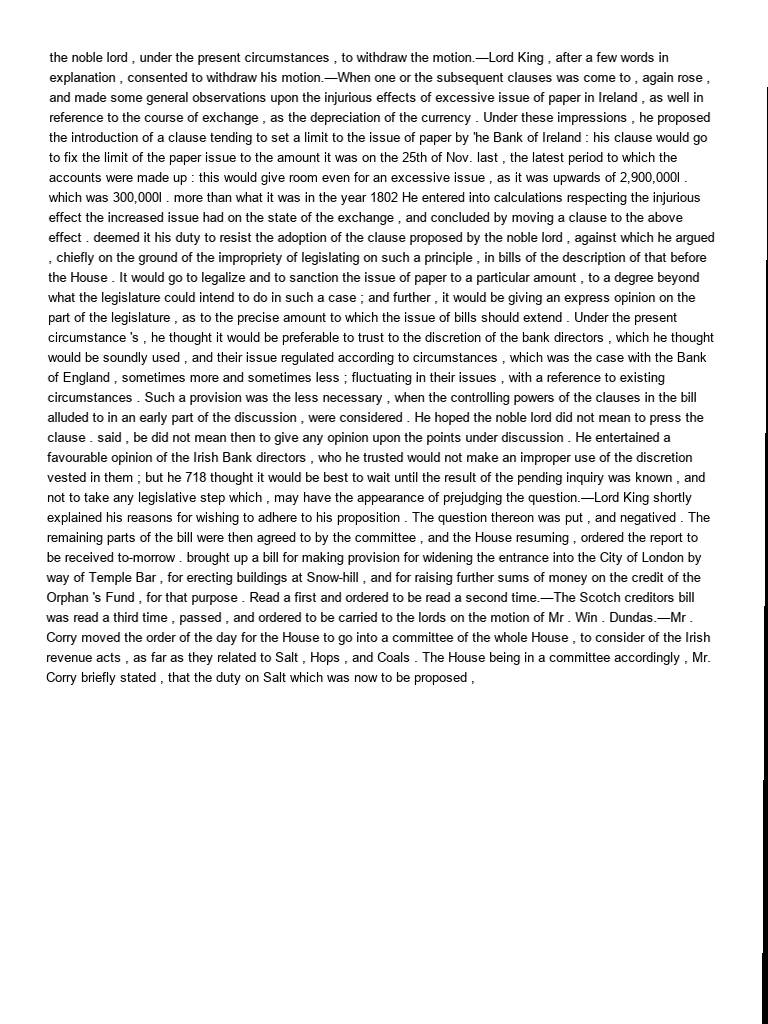 the noble lord , under the present circumstances , to withdraw the motion.—Lord King , after a few words in
explanation , consented to withdraw his motion.—When one or the subsequent clauses was come to , again rose ,
and made some general observations upon the injurious effects of excessive issue of paper in Ireland , as well in
reference to the course of exchange , as the depreciation of the currency . Under these impressions , he proposed
the introduction of a clause tending to set a limit to the issue of paper by 'he Bank of Ireland : his clause would go
to fix the limit of the paper issue to the amount it was on the 25th of Nov. last , the latest period to which the
accounts were made up : this would give room even for an excessive issue , as it was upwards of 2,900,000l .
which was 300,000l . more than what it was in the year 1802 He entered into calculations respecting the injurious
effect the increased issue had on the state of the exchange , and concluded by moving a clause to the above
effect . deemed it his duty to resist the adoption of the clause proposed by the noble lord , against which he argued
, chiefly on the ground of the impropriety of legislating on such a principle , in bills of the description of that before
the House . It would go to legalize and to sanction the issue of paper to a particular amount , to a degree beyond
what the legislature could intend to do in such a case ; and further , it would be giving an express opinion on the
part of the legislature , as to the precise amount to which the issue of bills should extend . Under the present
circumstance 's , he thought it would be preferable to trust to the discretion of the bank directors , which he thought
would be soundly used , and their issue regulated according to circumstances , which was the case with the Bank
of England , sometimes more and sometimes less ; fluctuating in their issues , with a reference to existing
circumstances . Such a provision was the less necessary , when the controlling powers of the clauses in the bill
alluded to in an early part of the discussion , were considered . He hoped the noble lord did not mean to press the
clause . said , be did not mean then to give any opinion upon the points under discussion . He entertained a
favourable opinion of the Irish Bank directors , who he trusted would not make an improper use of the discretion
vested in them ; but he 718 thought it would be best to wait until the result of the pending inquiry was known , and
not to take any legislative step which , may have the appearance of prejudging the question.—Lord King shortly
explained his reasons for wishing to adhere to his proposition . The question thereon was put , and negatived . The
remaining parts of the bill were then agreed to by the committee , and the House resuming , ordered the report to
be received to-morrow . brought up a bill for making provision for widening the entrance into the City of London by
way of Temple Bar , for erecting buildings at Snow-hill , and for raising further sums of money on the credit of the
Orphan 's Fund , for that purpose . Read a first and ordered to be read a second time.—The Scotch creditors bill
was read a third time , passed , and ordered to be carried to the lords on the motion of Mr . Win . Dundas.—Mr .
Corry moved the order of the day for the House to go into a committee of the whole House , to consider of the Irish
revenue acts , as far as they related to Salt , Hops , and Coals . The House being in a committee accordingly , Mr.
Corry briefly stated , that the duty on Salt which was now to be proposed ,